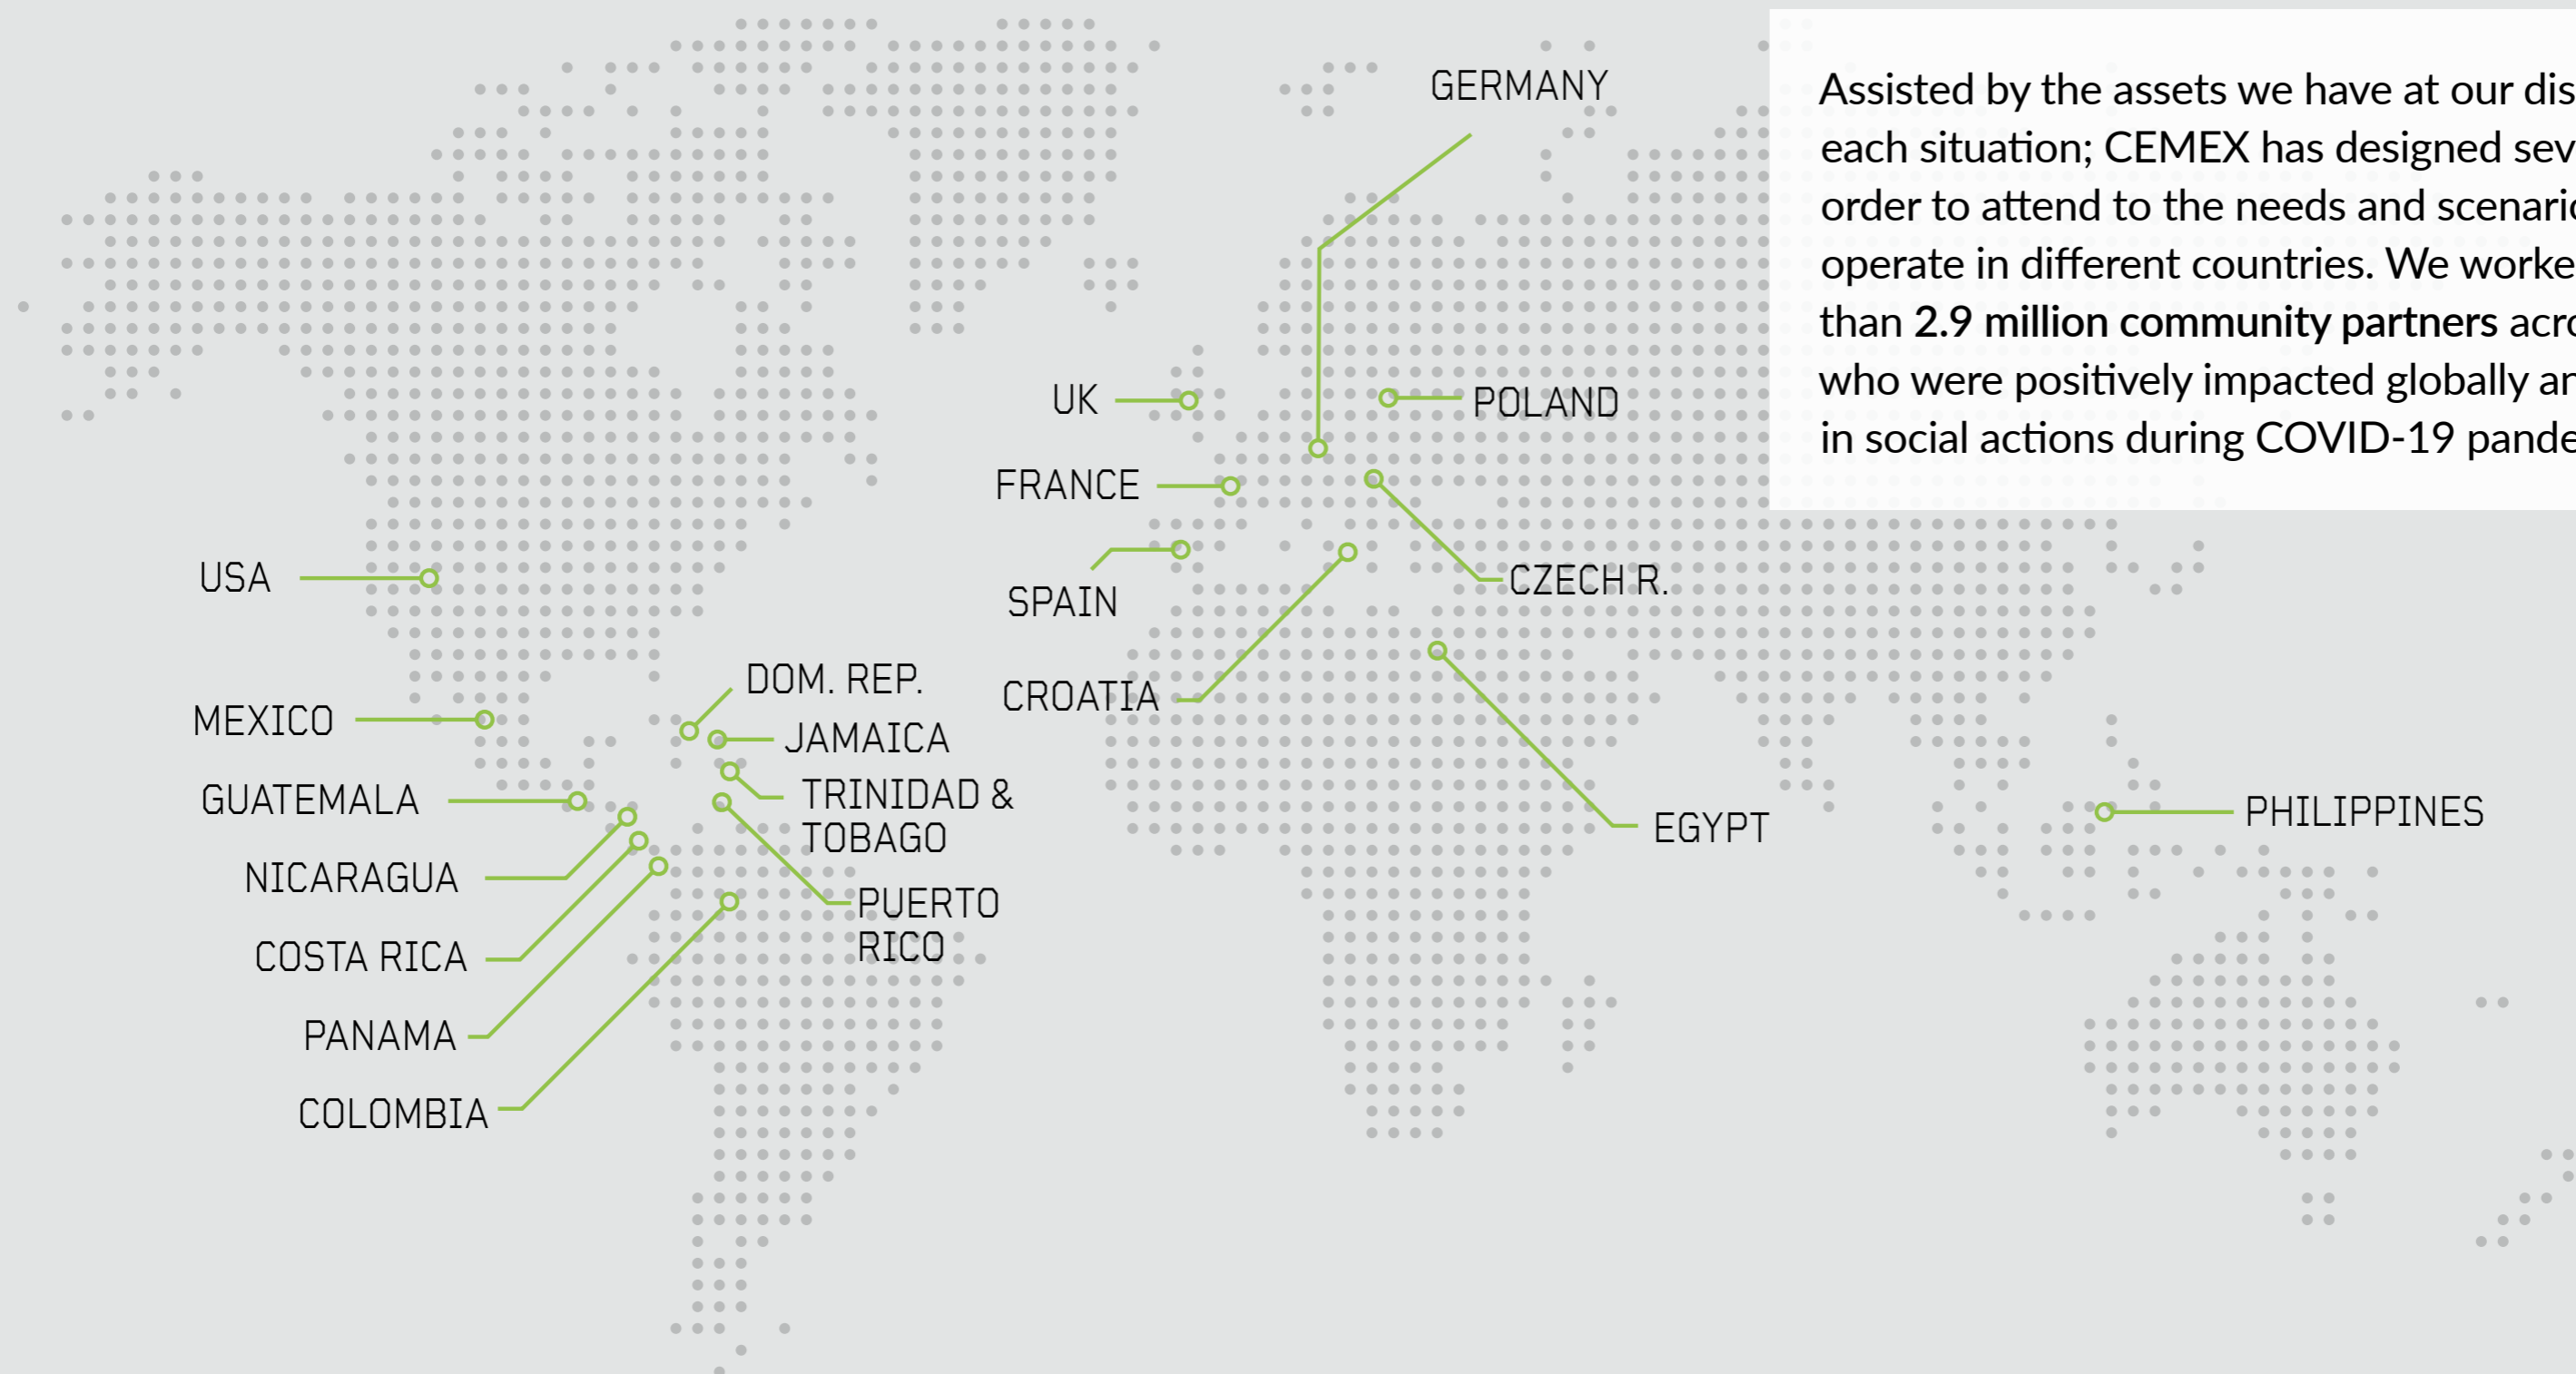 GERMANY
UK
POLAND
FRANCE
USA
SPAIN
CZECH R.
DOM. REP.
MEXICO
CROATIA
JAMAICA
GUATEMALA
TRINIDAD &
TOBAGO
EGYPT
PHILIPPINES
NICARAGUA
PUERTO
RICO
COSTA RICA
PANAMA
COLOMBIA
Assisted by the assets we have at our dis
each situation; CEMEX has designed sev
order to attend to the needs and scenaric
operate in different countries. We worke
than 2.9 million community partners acro
who were positively impacted globally an
in social actions during COVID-19 pande